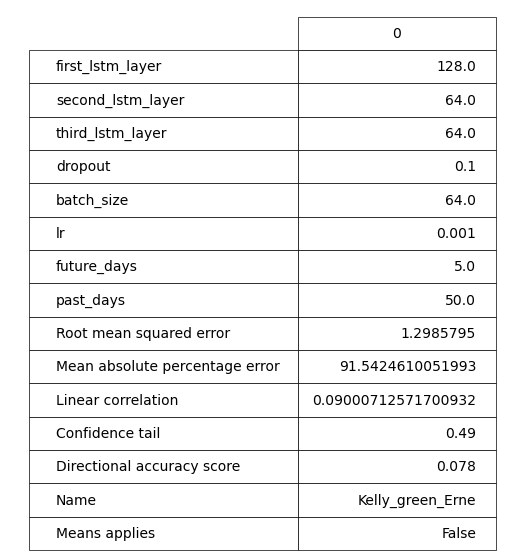 0
first_lstm_layer 128.0
second_lstm_layer 64.0
third_lstm_layer 64.0
dropout 0.1
batch_size 64.0
lr 0.001
future_days 5.0
past_days 50.0
Root mean squared error 1.2985795
Mean absolute percentage error 91.5424610051993
Linear correlation 0.09000712571700932
Confidence tail 0.49
Directional accuracy score 0.078
Name Kelly_green_Erne
Means applies False